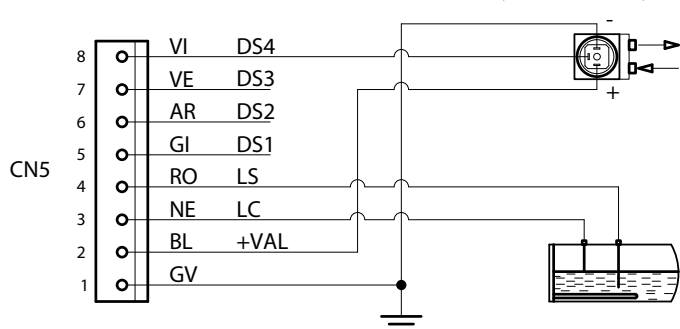 -
8 VI DS4
7 VE DS3
+
6 AR DS2
5 GI DS1
CN5
4 RO LS
3 NE LC
2 BL +VAL
1 GV